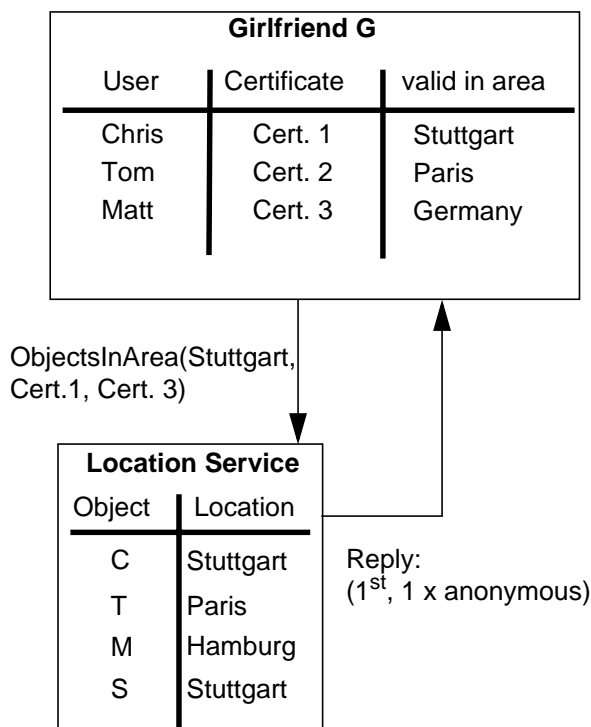 Girlfriend G
User Certificate valid in area
Chris Cert. 1 Stuttgart
Tom Cert. 2 Paris
Matt Cert. 3 Germany
ObjectsInArea(Stuttgart,
Cert.1, Cert. 3)
Location Service
Object Location
C Stuttgart
T Paris
M Hamburg
S Stuttgart
Reply:
(1st, 1 x anonymous)